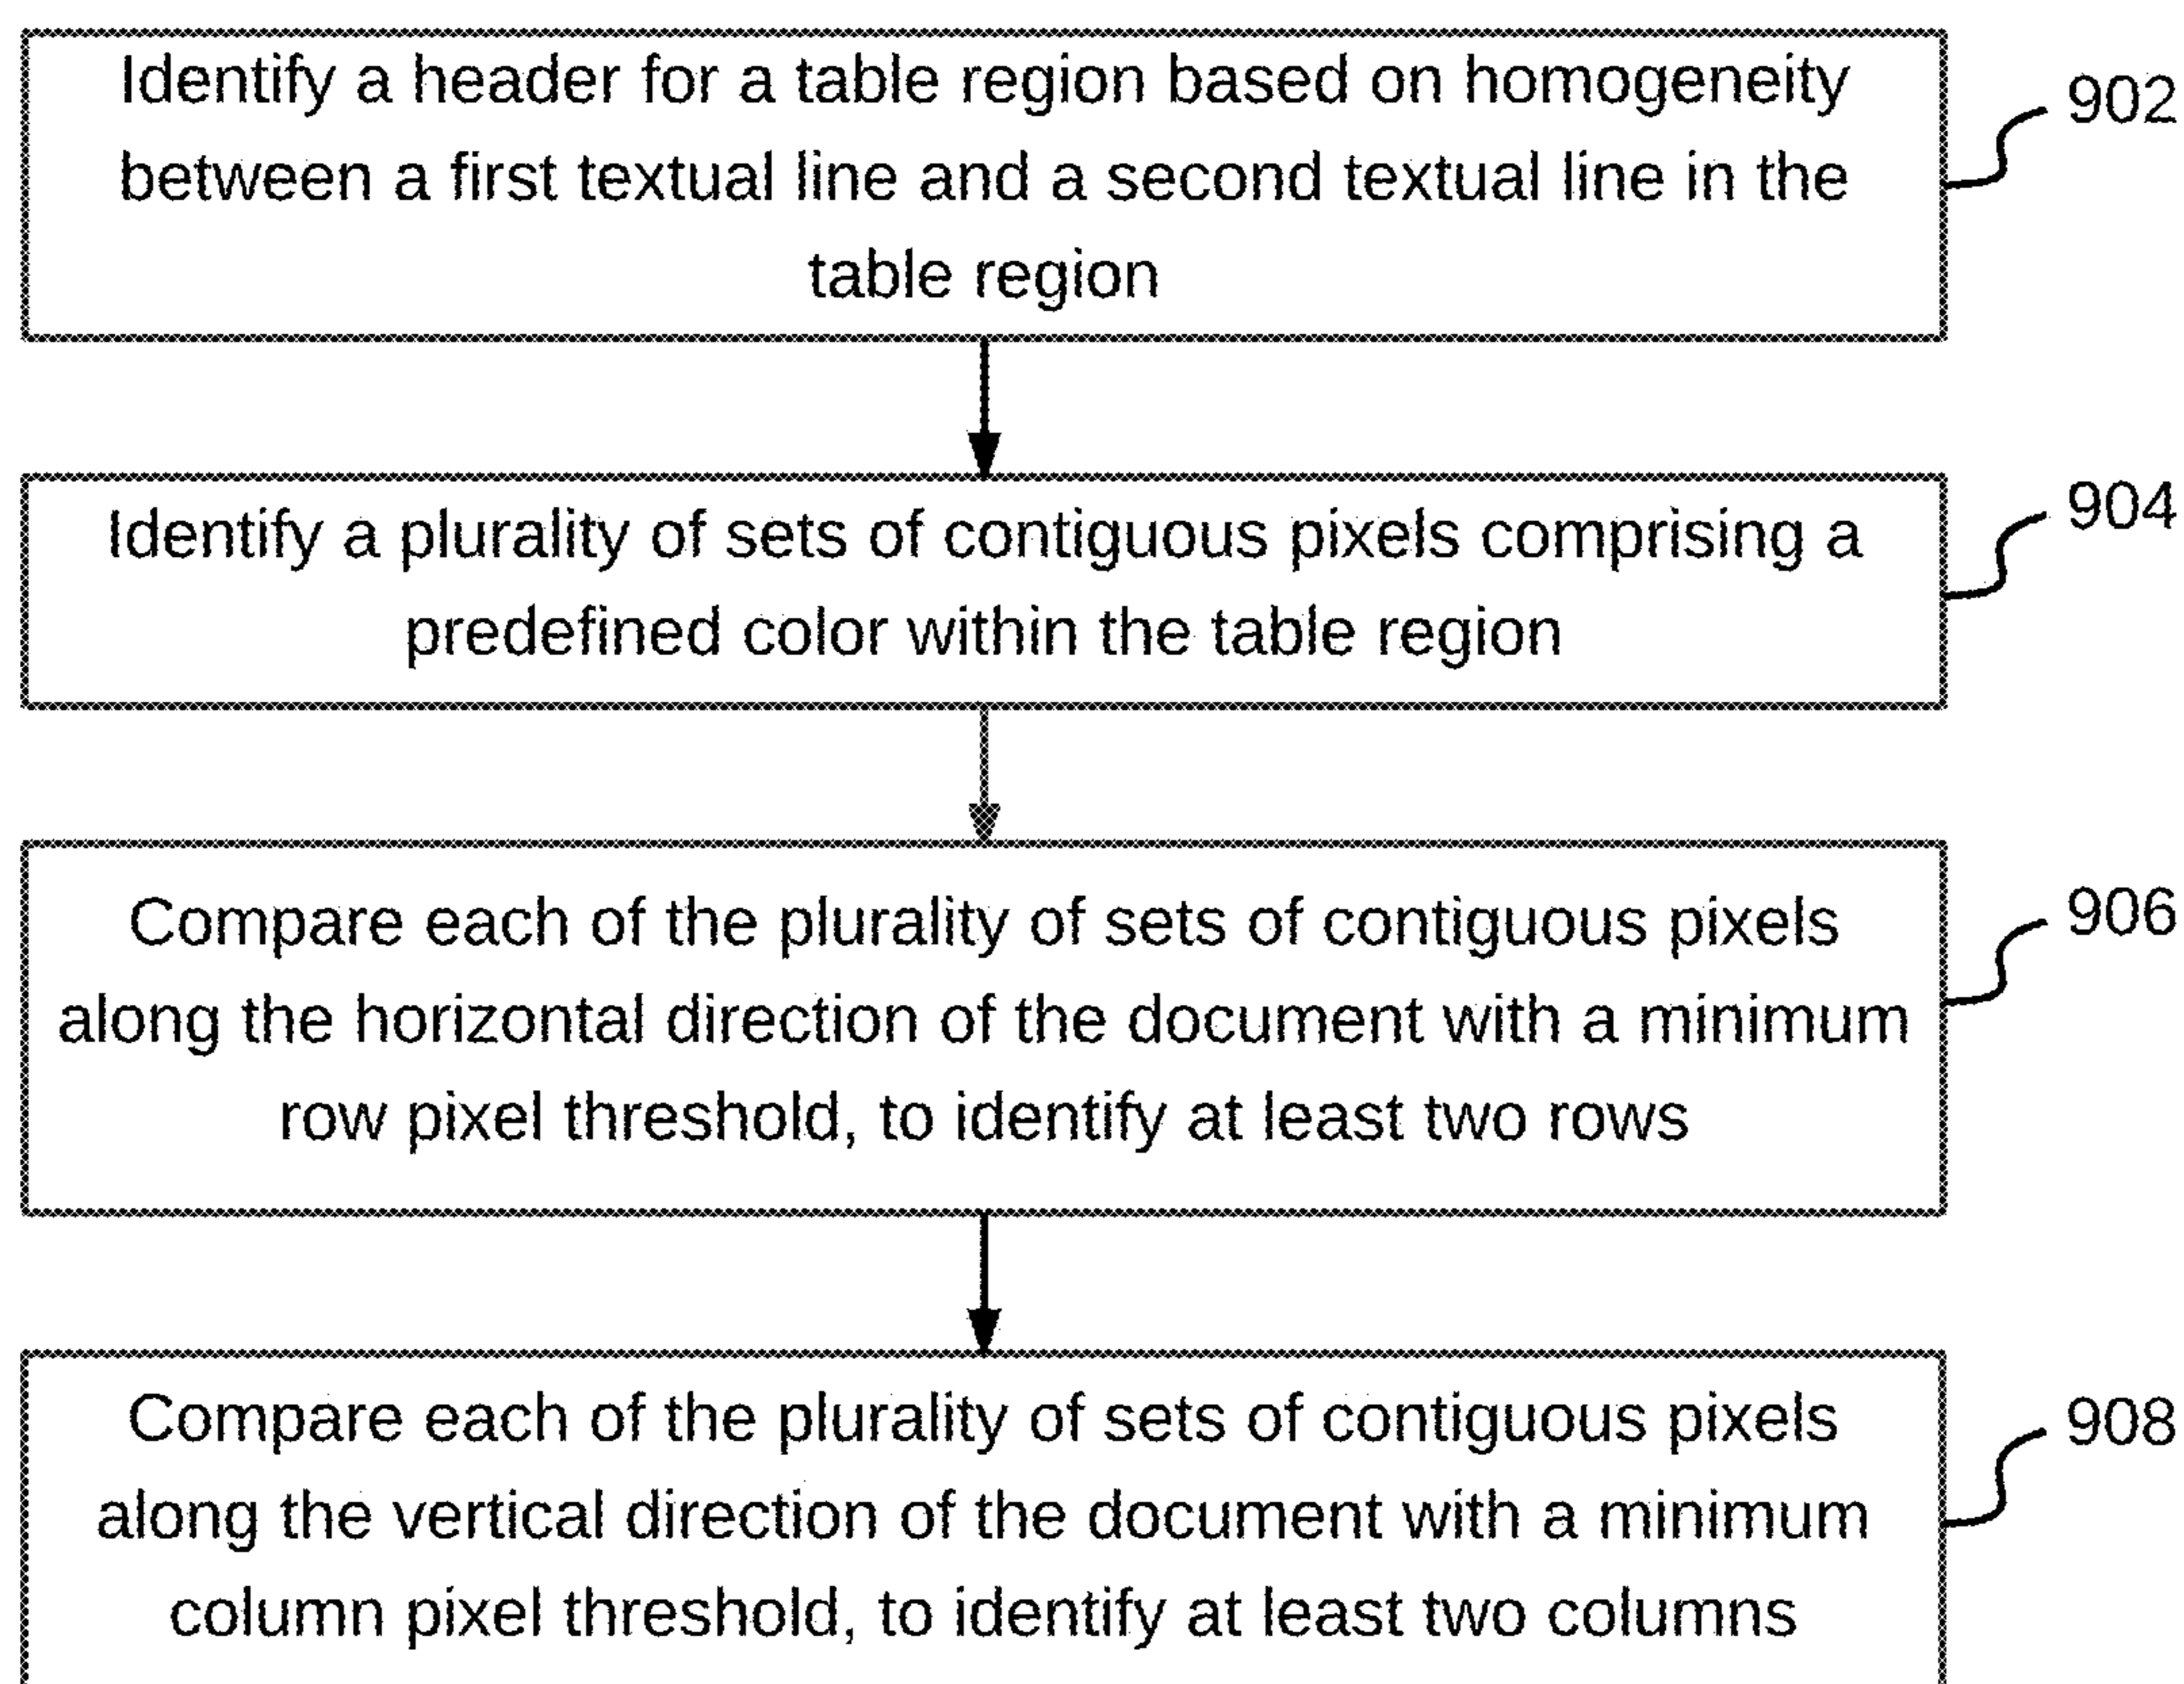 Identify a header for a table region based on homogeneity
between a first textual line and a second textual line in the
table region
902
Identify a plurality of sets of contiguous pixels comprising a
predefined color within the table region
904
Compare each of the plurality of sets of contiguous pixels
along the horizontal direction of the document with a minimum
row pixel threshold, to identify at least two rows
906
Compare each of the plurality of sets of contiguous pixels
along the vertical direction of the document with a minimum
column pixel threshold, to identify at least two columns
908